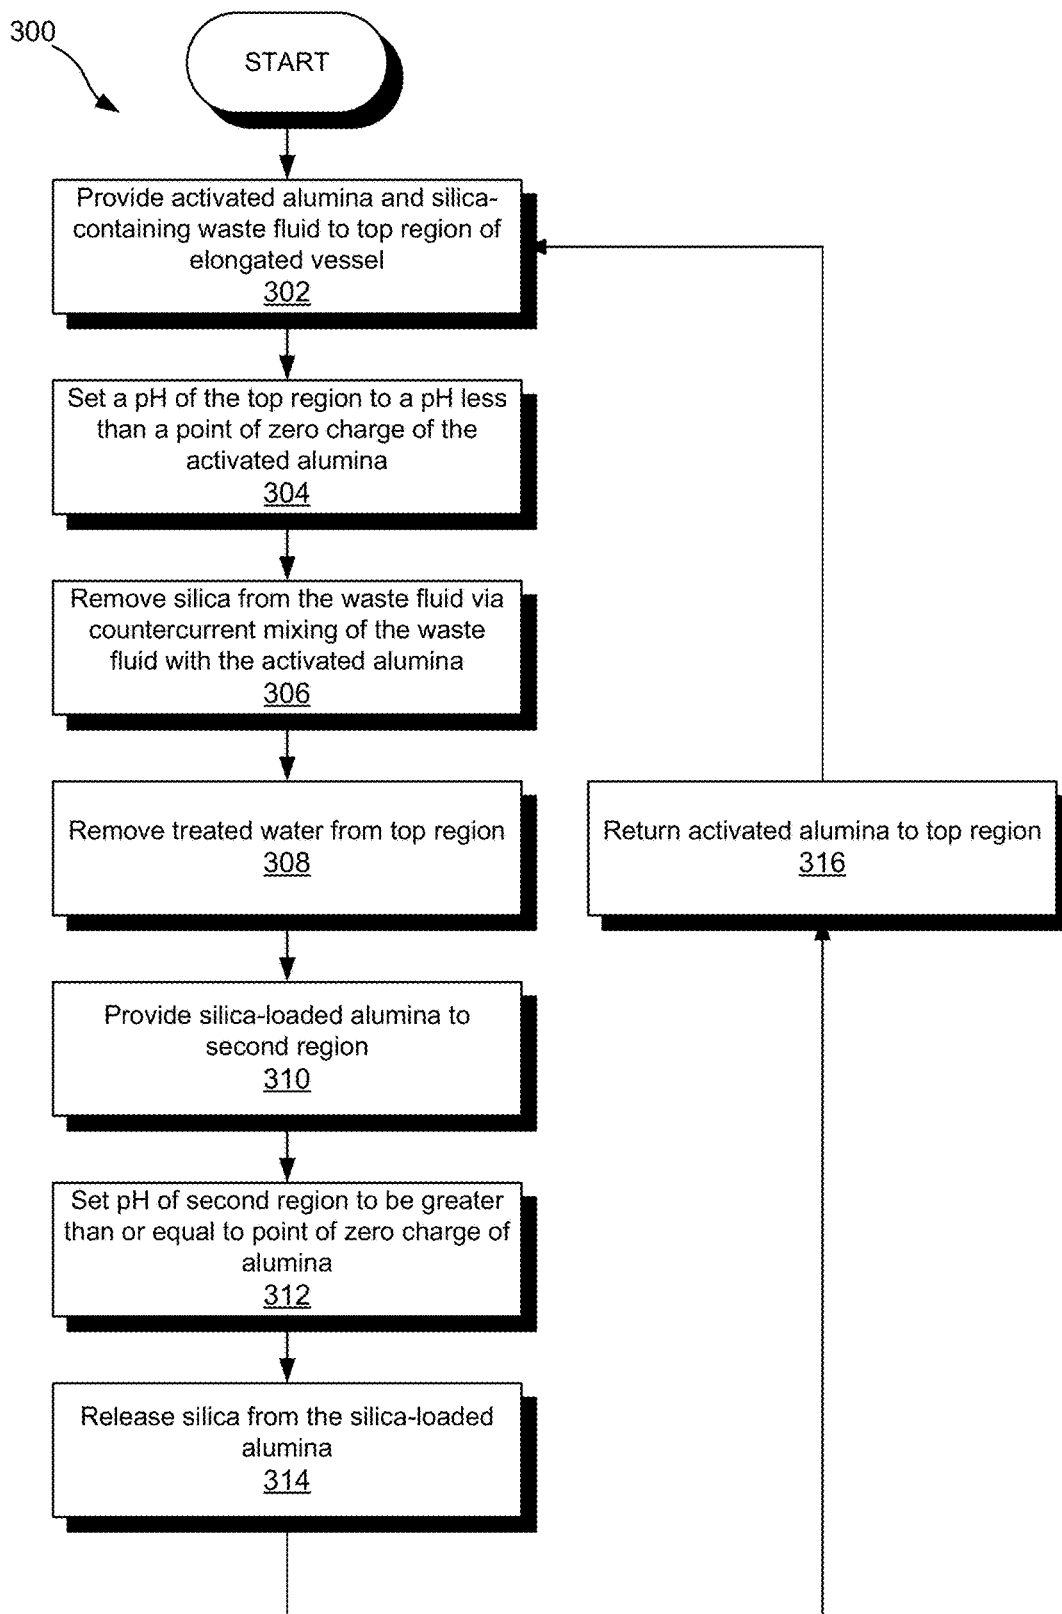 300
START
Provide activated alumina and silica-
containing waste fluid to top region of
elongated vessel
302
Set a pH of the top region to a pH less
than a point of zero charge of the
activated alumina
304
Remove silica from the waste fluid via
countercurrent mixing of the waste
fluid with the activated alumina
306
Remove treated water from top region
308
Return activated alumina to top region
316
Provide silica-loaded alumina to
second region
310
Set pH of second region to be greater
than or equal to point of zero charge of
alumina
312
Release silica from the silica-loaded
alumina
314